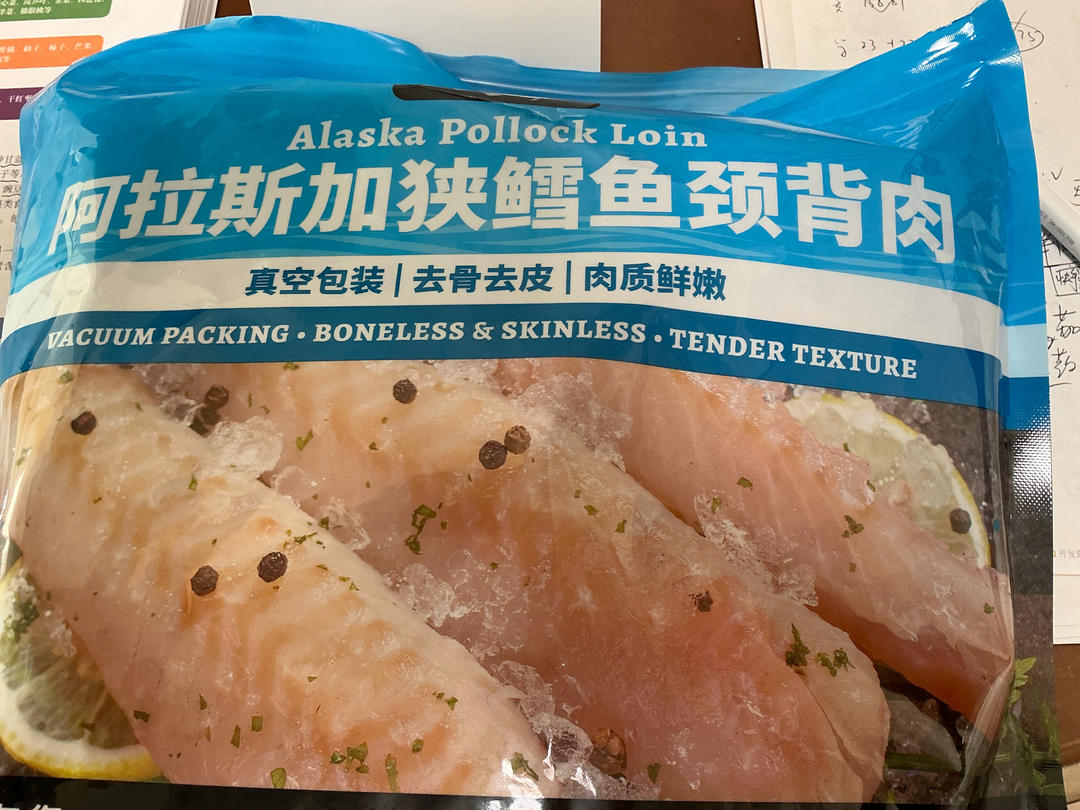 Alaska Pollock Loin
阿拉斯加狭鳕鱼颈背肉
真空包装|去骨去皮|肉质鲜嫩
VACUUM PACKING • BONELESS & SKINLESS • TENDER TEXTURE